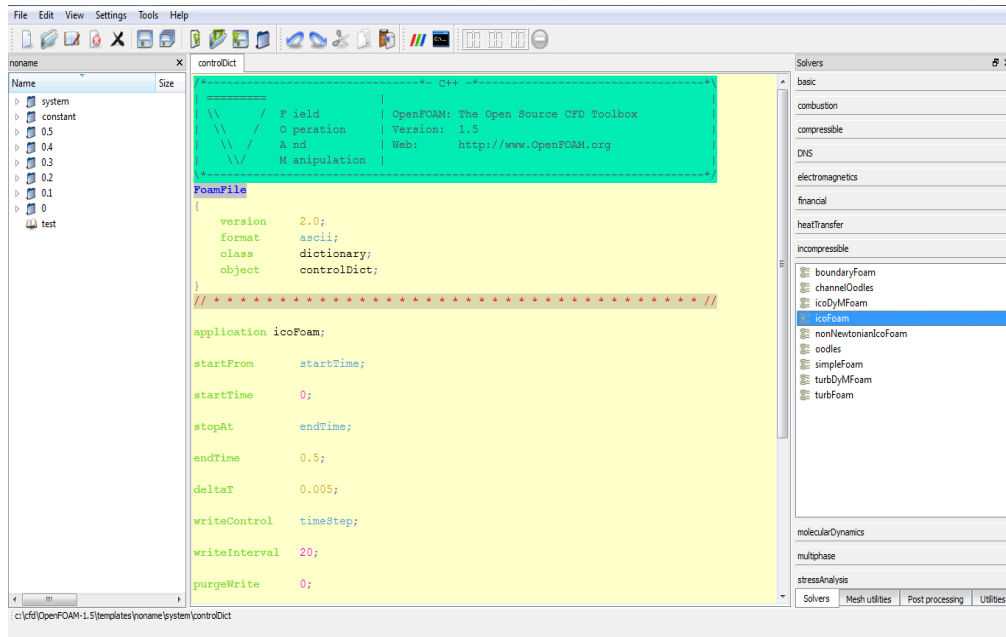 File Edit View Settings Tools Help
noname
Name Size
system
constant
0.5
0.4
0.3
0.2
0.1
0
test
controlDict
/*--------------------------------*- C++ -*----------------------------------*\
| ========= | |
| \\ / F ield | OpenFOAM: The Open Source CFD Toolbox |
| \\ / O peration | Version: 1.5 |
| \\ / A nd | Web: http://www.OpenFOAM.org |
| \\/ M anipulation | |
\*---------------------------------------------------------------------------*/
FoamFile
{
version 2.0;
format ascii;
class dictionary;
object controlDict;
}
// * * * * * * * * * * * * * * * * * * * * * * * * * * * * * * * * * * * * * //
application icoFoam;
startFrom startTime;
startTime 0;
stopAt endTime;
endTime 0.5;
deltaT 0.005;
writeControl timeStep;
writeInterval 20;
purgeWrite 0;
Solvers
basic
combustion
compressible
DNS
electromagnetics
financial
heatTransfer
incompressible
boundaryFoam
channelOodles
icoDyMFoam
icoFoam
nonNewtonianIcoFoam
oodles
simpleFoam
turbDyMFoam
turbFoam
molecularDynamics
multiphase
stressAnalysis
Solvers Mesh utilities Post processing Utilities
c:\cfd\OpenFOAM-1.5\templates\noname\system\controlDict